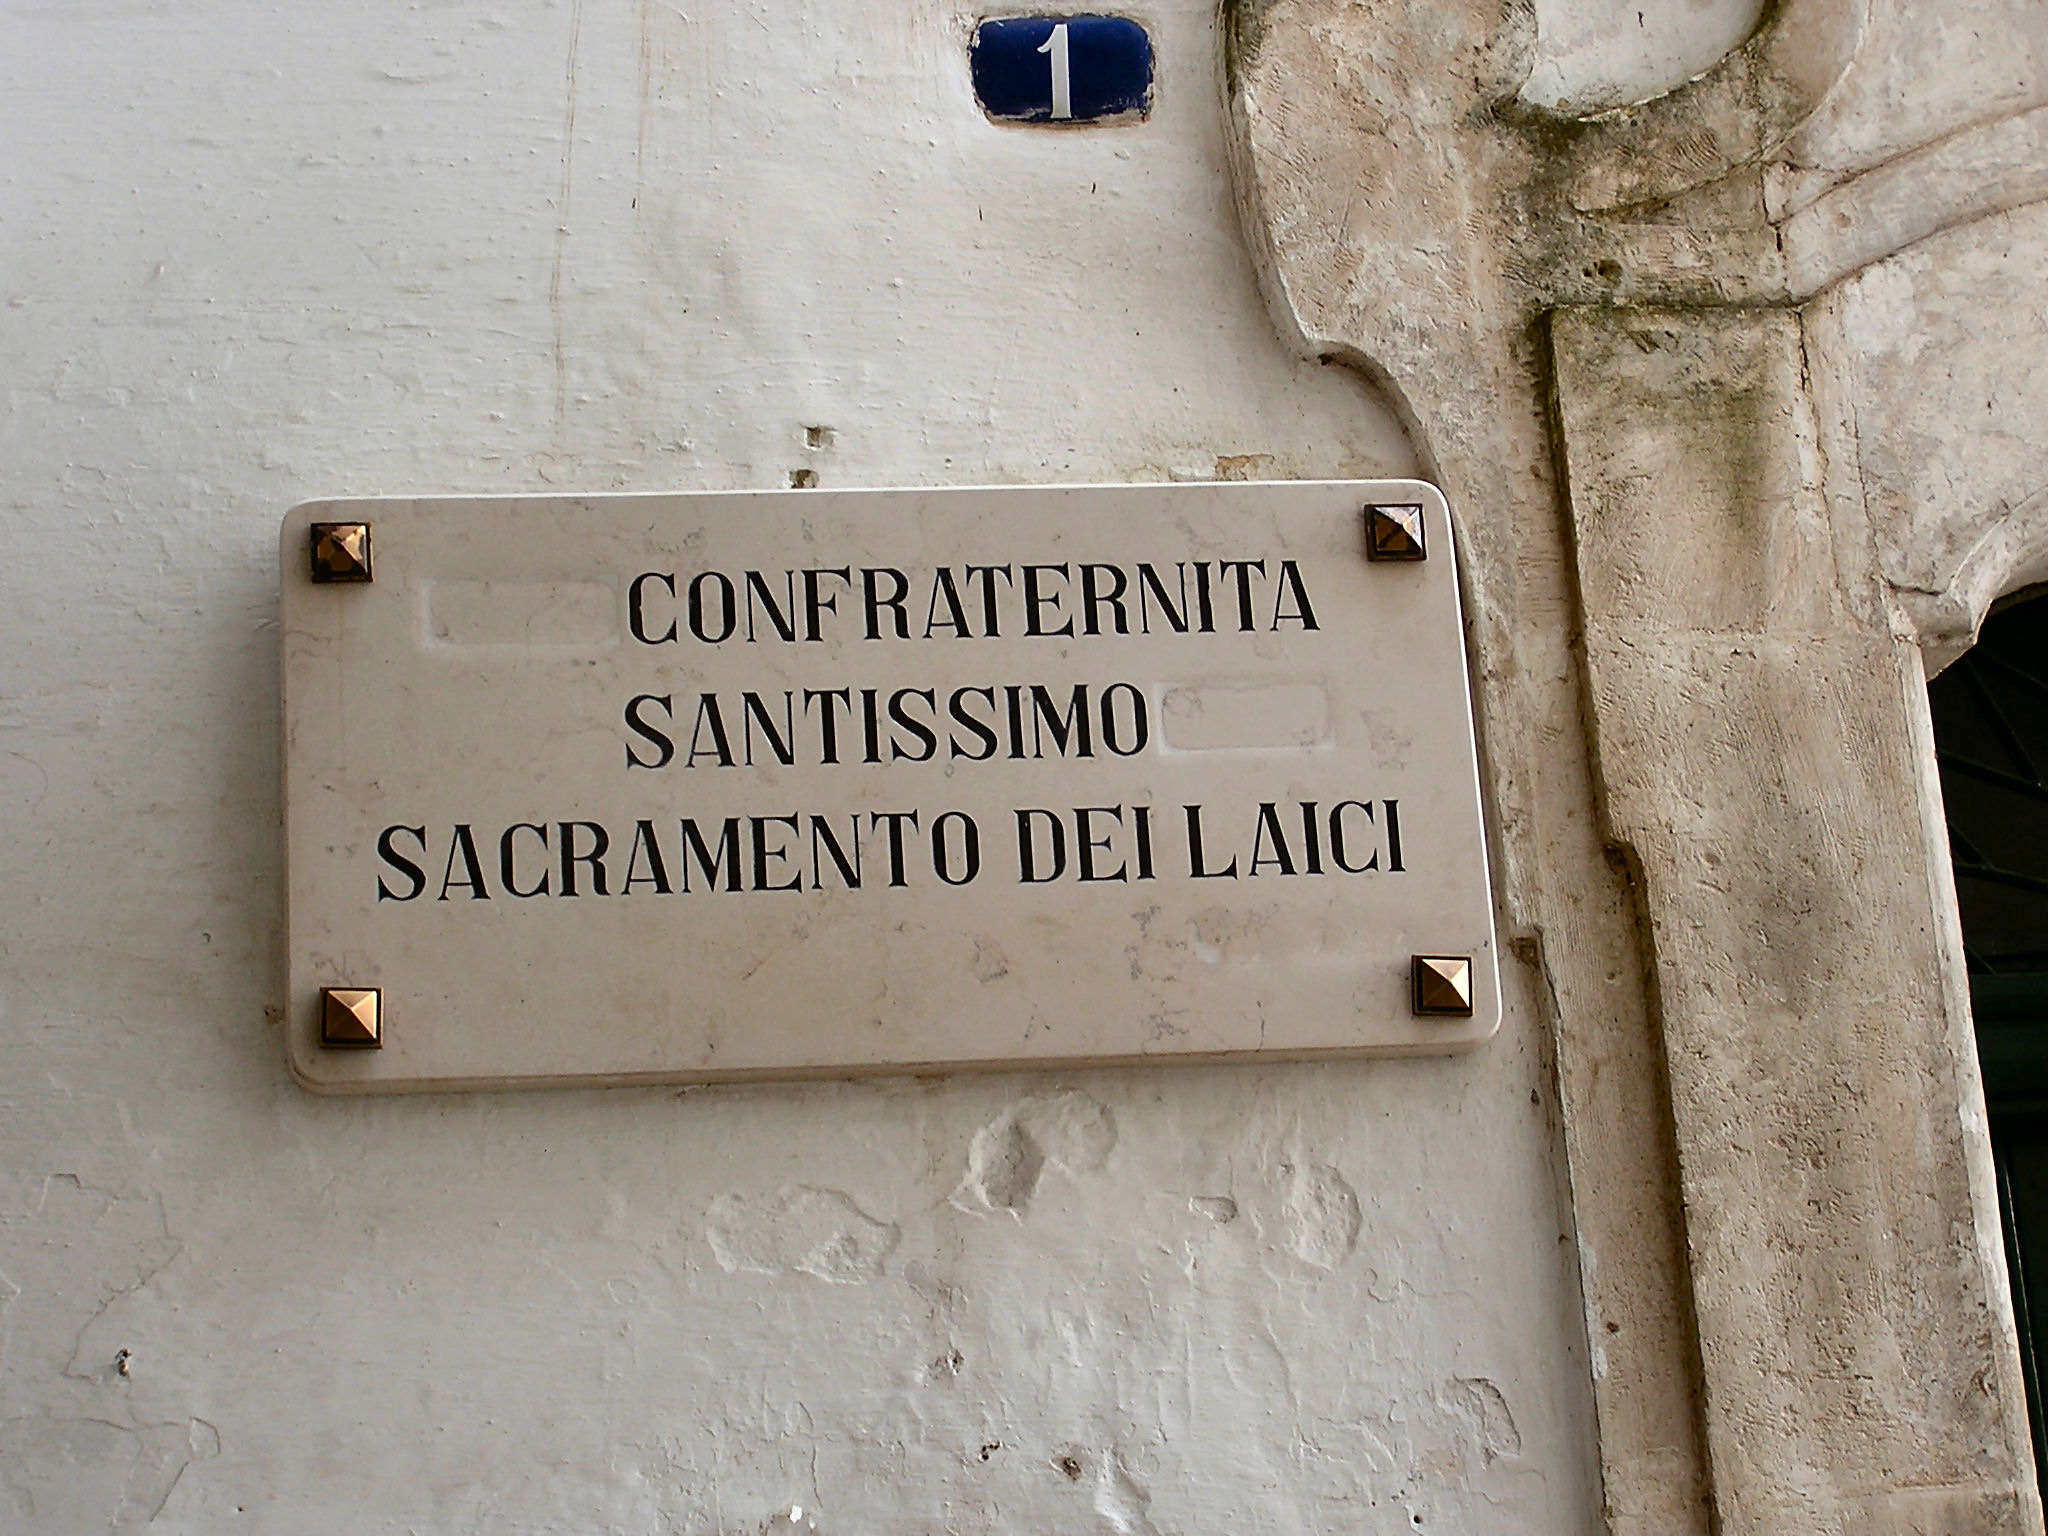 1
CONFRATERNITA
SANTISSIMO
SACRAMENTO DEI LAICI